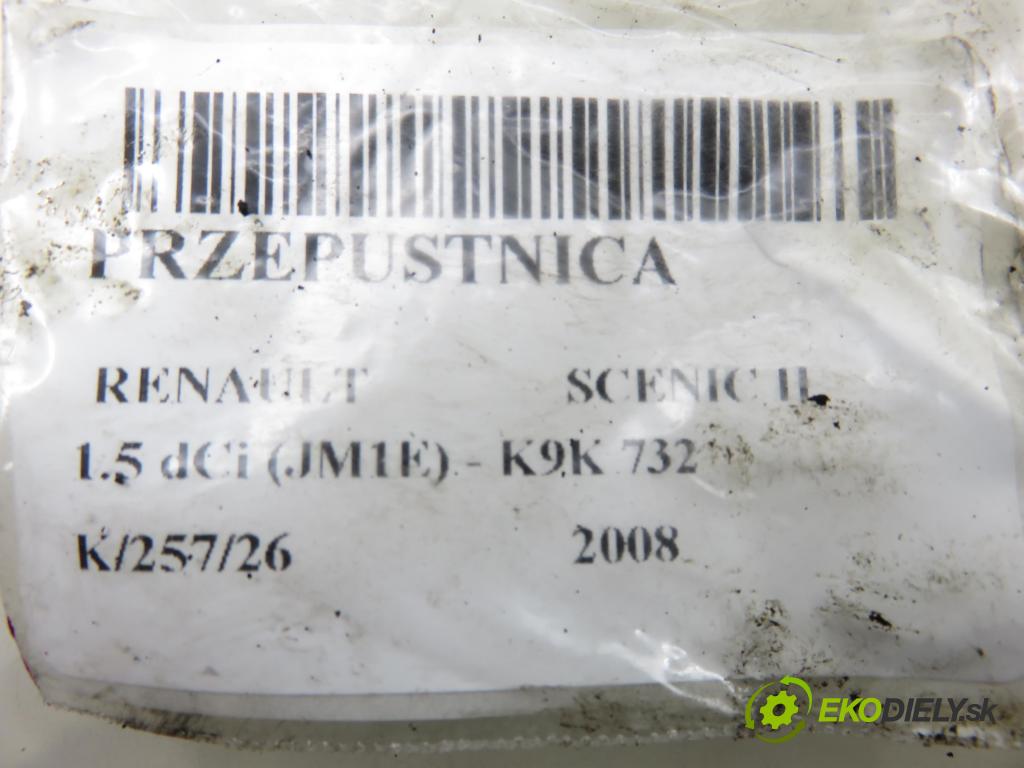 PRZEPUSTNICA
RENAULT SCENIC II
1.5 dCi (JM1E) - K9K 732
K/257/26 2008
EKODIELY.sk